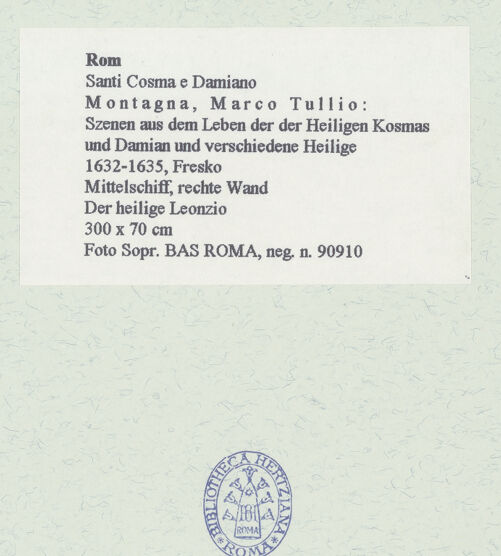 Rom
Santi Cosma e Damiano
Montagna, Marco Tullio:
Szenen aus dem Leben der der Heiligen Kosmas
und Damian und verschiedene Heilige
1632-1635, Fresko
Mittelschiff, rechte Wand
Der heilige Leonzio
300 x 70 cm
Foto Sopr. BAS ROMA, neg. n. 90910
BIBLIOTHECA HERTZIANA
ROMA
* ROMA *